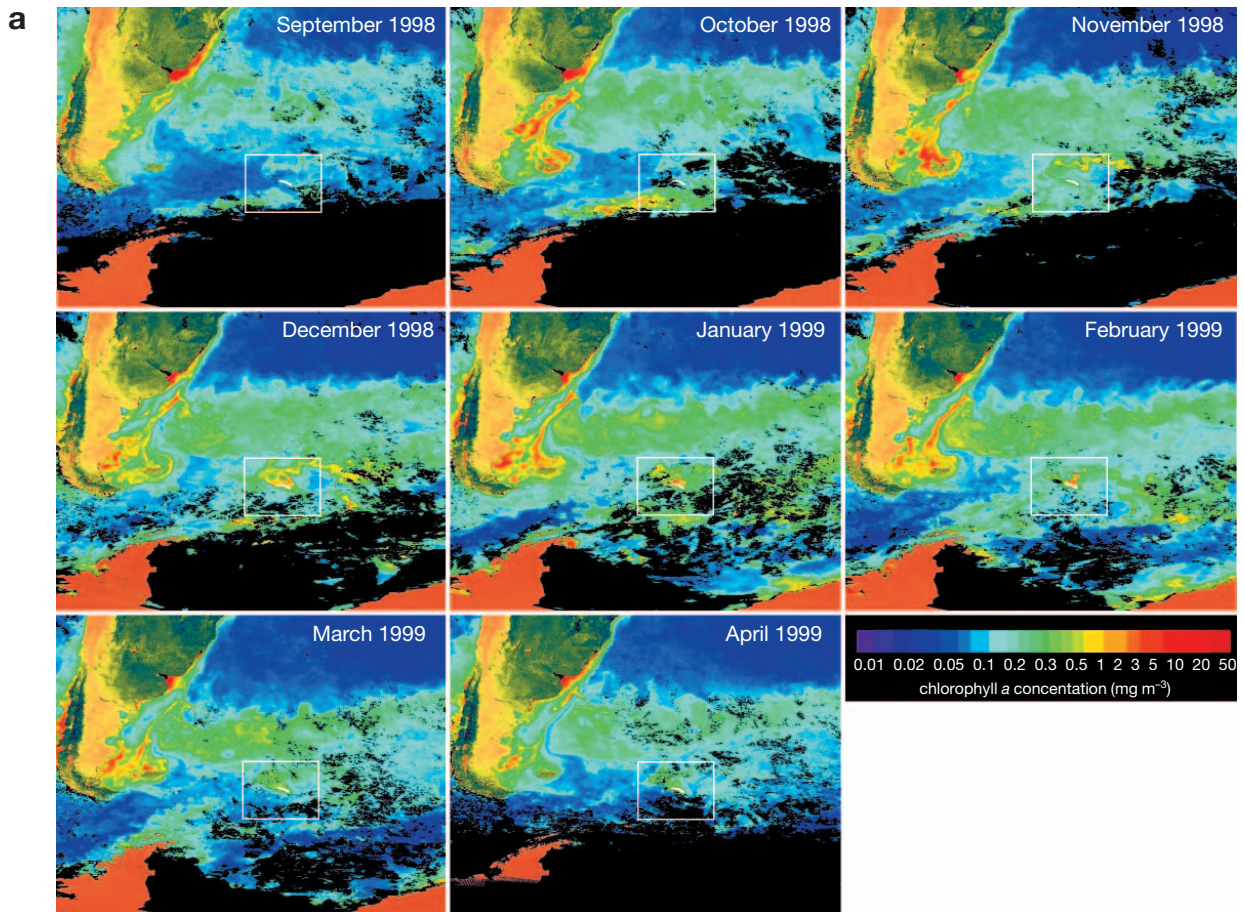 a
September 1998
October 1998
November 1998
December 1998
January 1999
February 1999
March 1999
April 1999
0.01 0.02 0.05 0.1 0.2 0.3 0.5 1 2 3 5 10 20 50
chlorophyll a concentation (mg m⁻³)